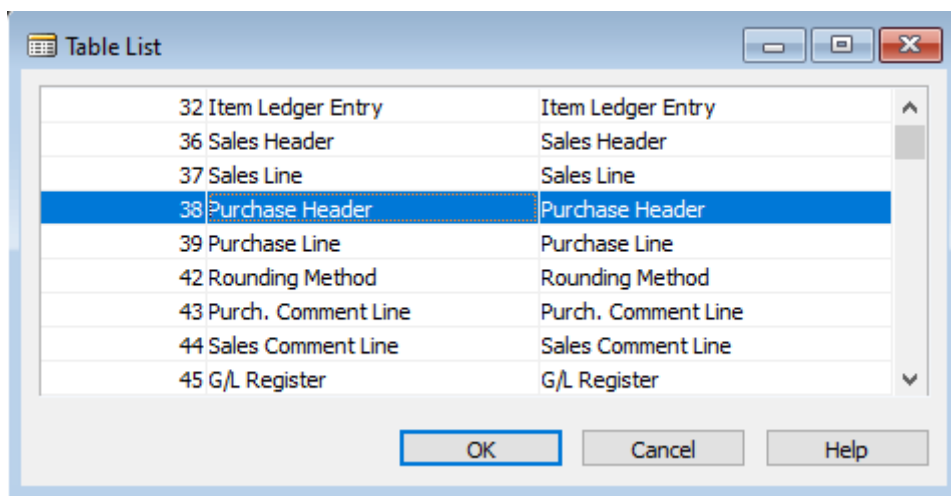 Table List
32 Item Ledger Entry Item Ledger Entry
36 Sales Header Sales Header
37 Sales Line Sales Line
38 Purchase Header Purchase Header
39 Purchase Line Purchase Line
42 Rounding Method Rounding Method
43 Purch. Comment Line Purch. Comment Line
44 Sales Comment Line Sales Comment Line
45 G/L Register G/L Register
OK Cancel Help